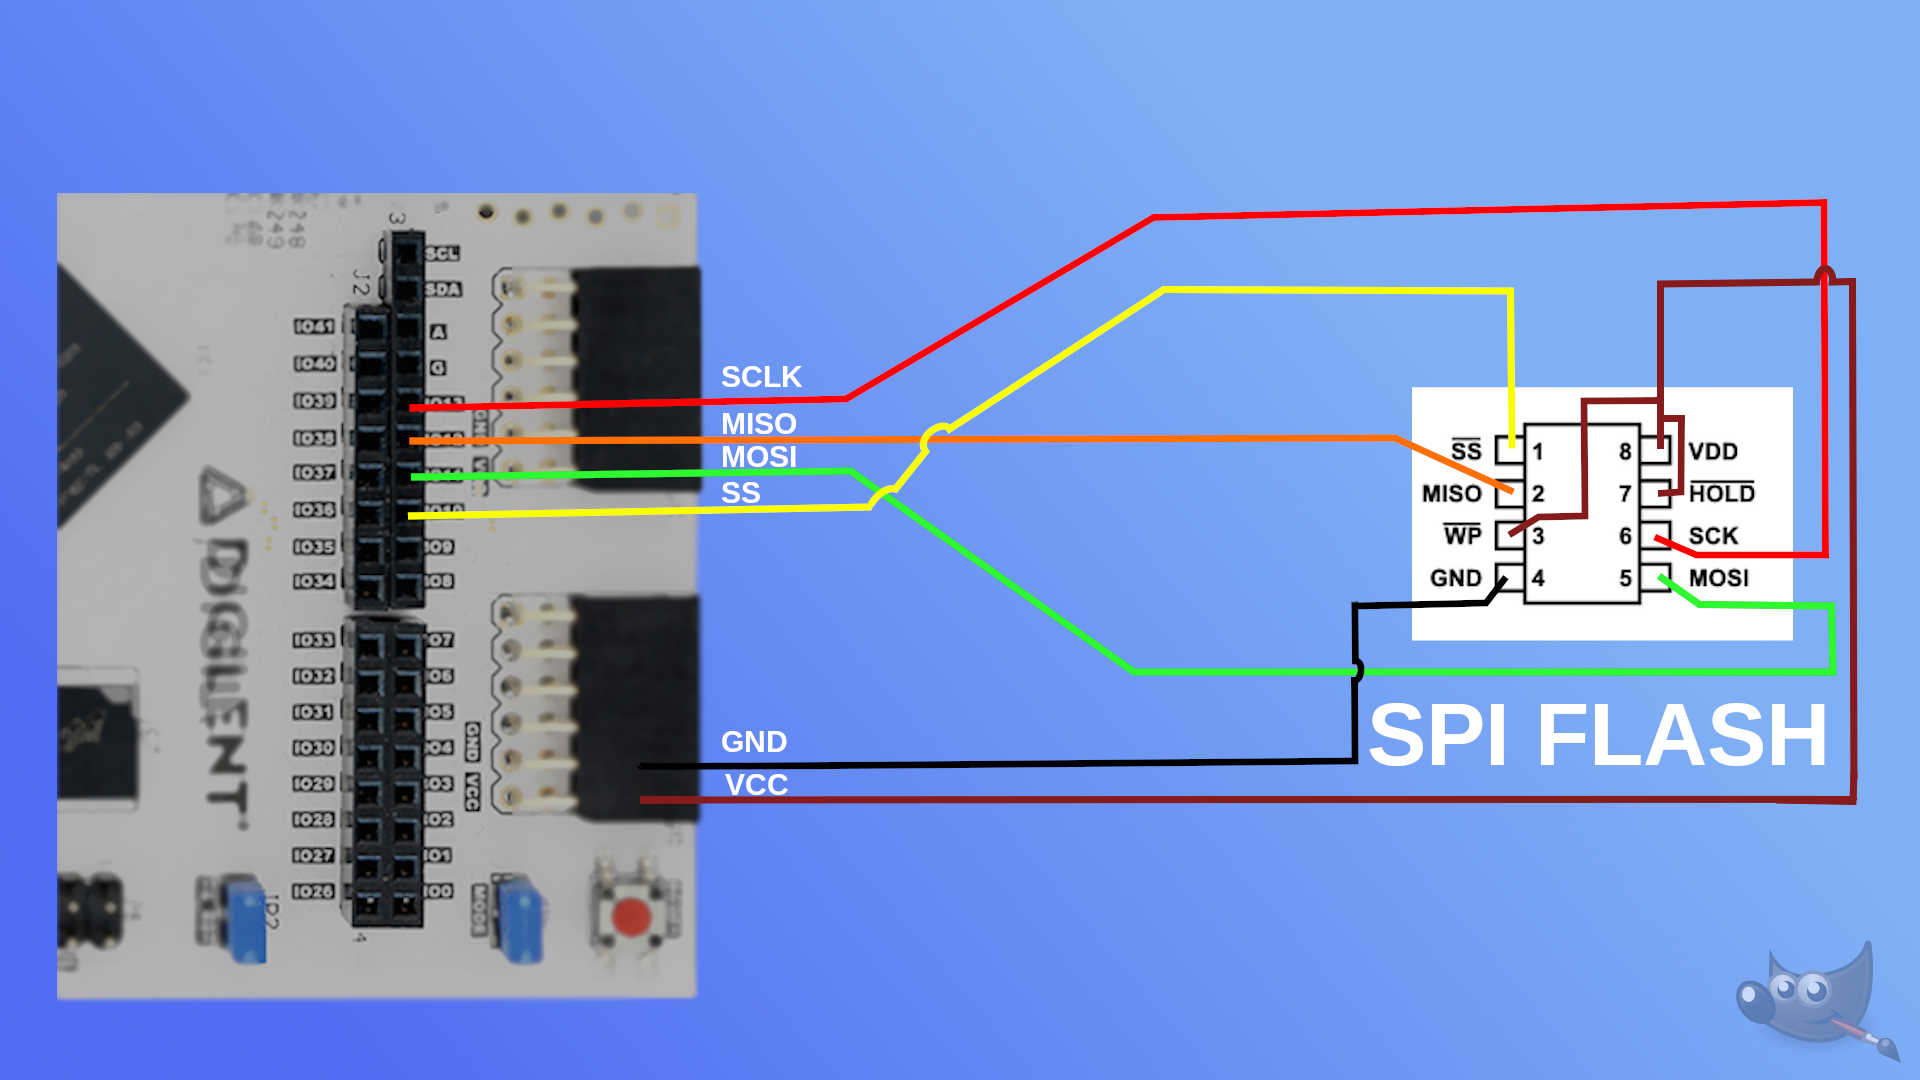 J2
3
SCL
SDA
IO41
A
IO40
G
IO39
SCLK
IO38
MISO
IO37
MOSI
IO36
SS
IO35
IO9
IO34
IO8
DIGILENT
IO33
IO7
IO32
IO6
IO31
IO5
IO30
IO4
GND
IO29
IO3
VCC
IO28
IO2
IO27
IO1
IO26
IO0
JP2
MODE
4
GND
VCC
SS 1 8 VDD
MISO 2 7 HOLD
WP 3 6 SCK
GND 4 5 MOSI
SPI FLASH